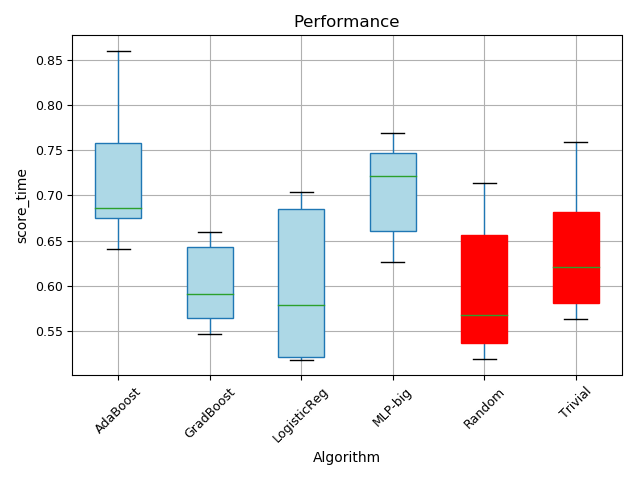 Performance
0.85
0.80
0.75
0.70
0.65
0.60
0.55
score_time
AdaBoost
GradBoost
LogisticReg
MLP-big
Random
Trivial
Algorithm